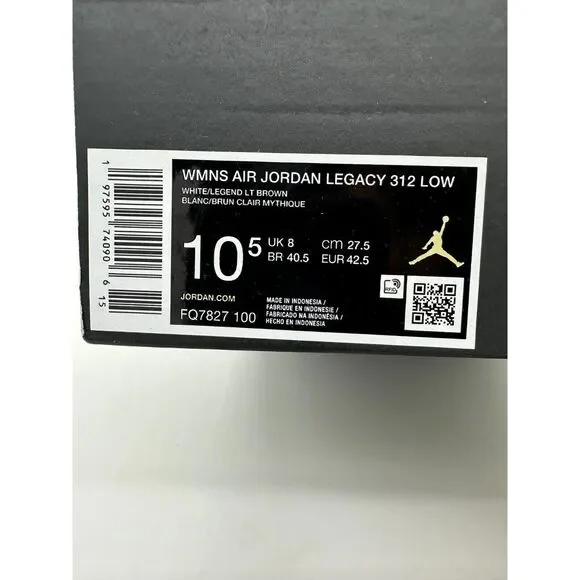 WMNS AIR JORDAN LEGACY 312 LOW
WHITE/LEGEND LT BROWN
BLANC/BRUN CLAIR MYTHIQUE
10 5 UK 8 cm 27.5
BR 40.5 EUR 42.5
JORDAN.COM
FQ7827 100
MADE IN INDONESIA /
FABRIQUE EN INDONESIE /
FABRICADO NA INDONÉSIA /
HECHO EN INDONESIA
RFID
1 97595 74090 6 15